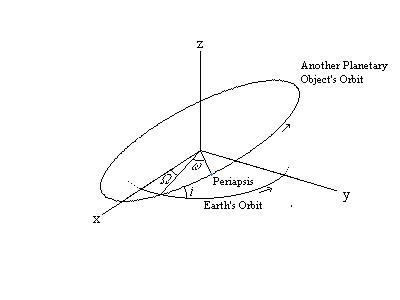 z
Another Planetary
Object's Orbit
Ω
ω
Periapsis
i
y
Earth's Orbit
x